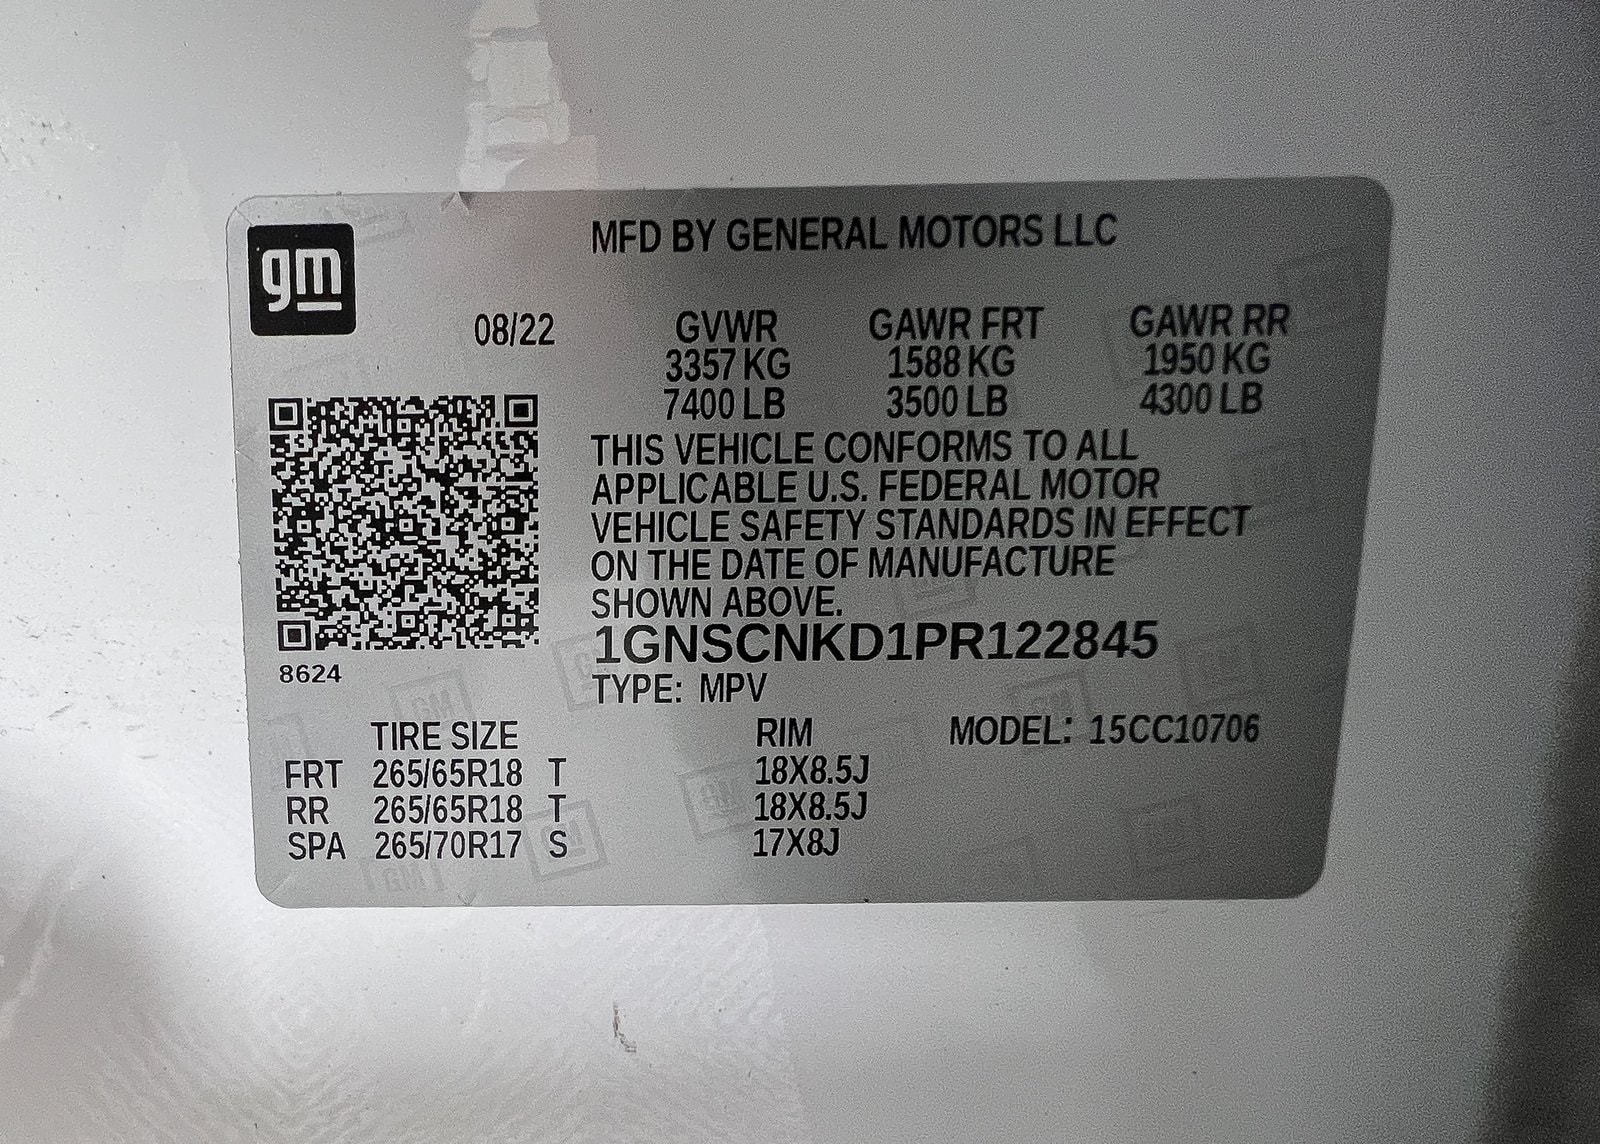 gm
MFD BY GENERAL MOTORS LLC
08/22 GVWR GAWR FRT GAWR RR
3357 KG 1588 KG 1950 KG
7400 LB 3500 LB 4300 LB
THIS VEHICLE CONFORMS TO ALL
APPLICABLE U.S. FEDERAL MOTOR
VEHICLE SAFETY STANDARDS IN EFFECT
ON THE DATE OF MANUFACTURE
SHOWN ABOVE.
1GNSCNKD1PR122845
8624
TYPE: MPV
TIRE SIZE RIM MODEL: 15CC10706
FRT 265/65R18 T 18X8.5J
RR 265/65R18 T 18X8.5J
SPA 265/70R17 S 17X8J